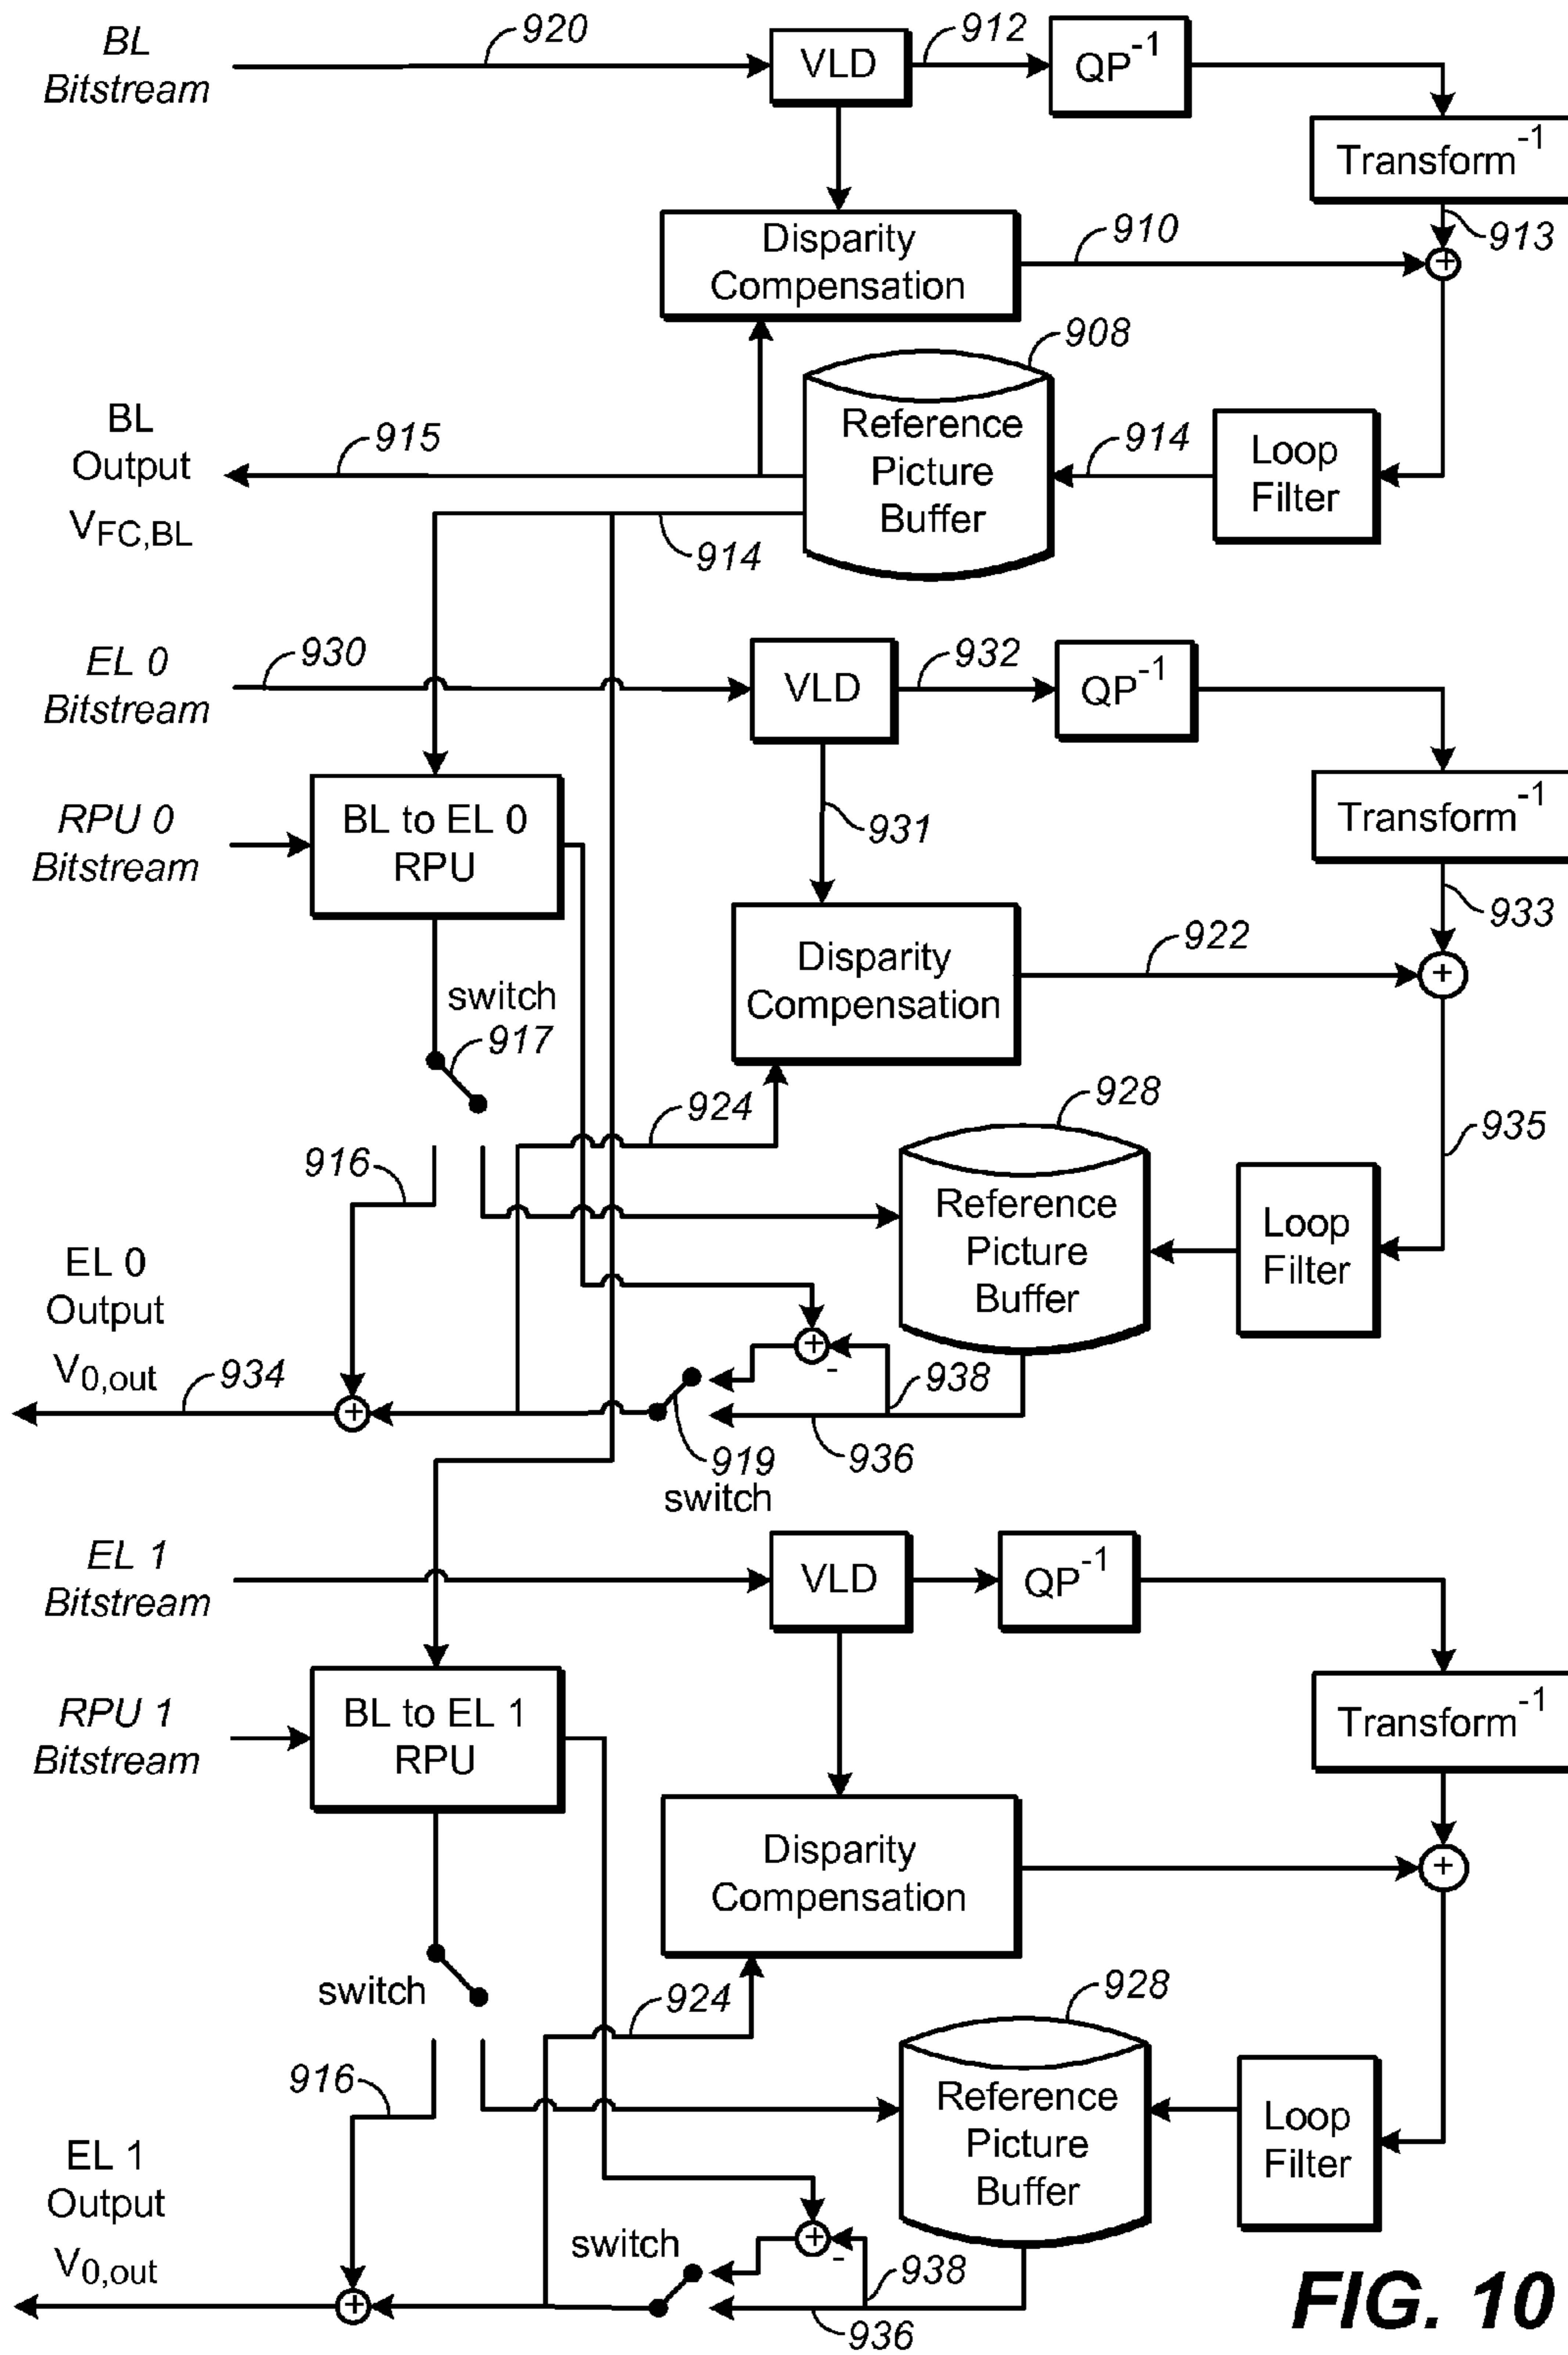 BL
Bitstream
920
VLD
912
QP-1
Transform-1
913
Disparity
Compensation
910
908
BL
Output
VFC,BL
915
Reference
Picture
Buffer
914
Loop
Filter
914
EL 0
Bitstream
930
VLD
932
QP-1
RPU 0
Bitstream
BL to EL 0
RPU
931
Transform-1
933
Disparity
Compensation
922
switch
917
924
928
935
916
Reference
Picture
Buffer
Loop
Filter
EL 0
Output
V0,out
934
+
-
938
919
switch
936
EL 1
Bitstream
VLD
QP-1
RPU 1
Bitstream
BL to EL 1
RPU
Transform-1
Disparity
Compensation
+
switch
924
928
916
Reference
Picture
Buffer
Loop
Filter
EL 1
Output
V0,out
switch
+
-
938
936
FIG. 10